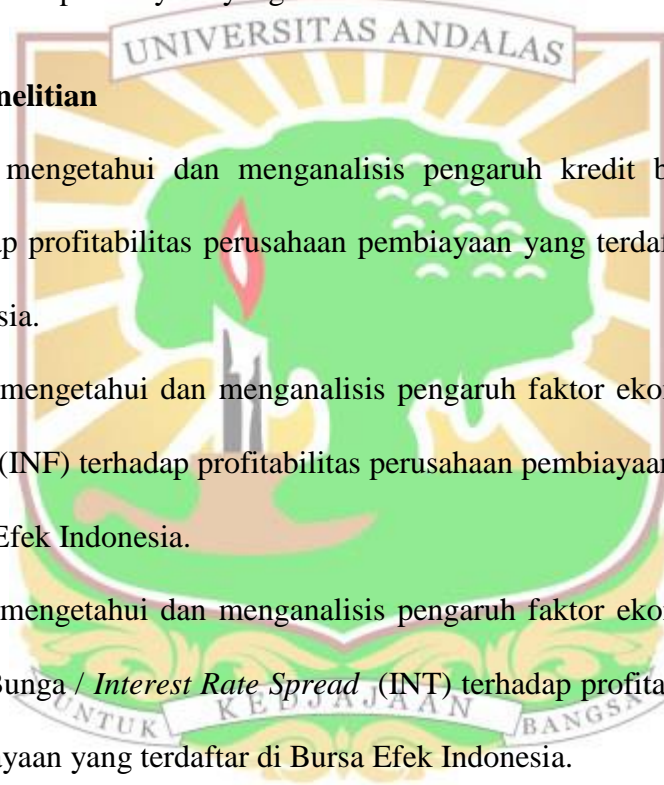 UNIVERSITAS ANDALAS
nelitian
mengetahui dan menganalisis pengaruh kredit b
p profitabilitas perusahaan pembiayaan yang terdaf
sia.
mengetahui dan menganalisis pengaruh faktor eko
(INF) terhadap profitabilitas perusahaan pembiayaan
Efek Indonesia.
mengetahui dan menganalisis pengaruh faktor eko
Bunga / Interest Rate Spread (INT) terhadap profita
UNTUK KEDJAJAAN BANGSA
yaan yang terdaftar di Bursa Efek Indonesia.